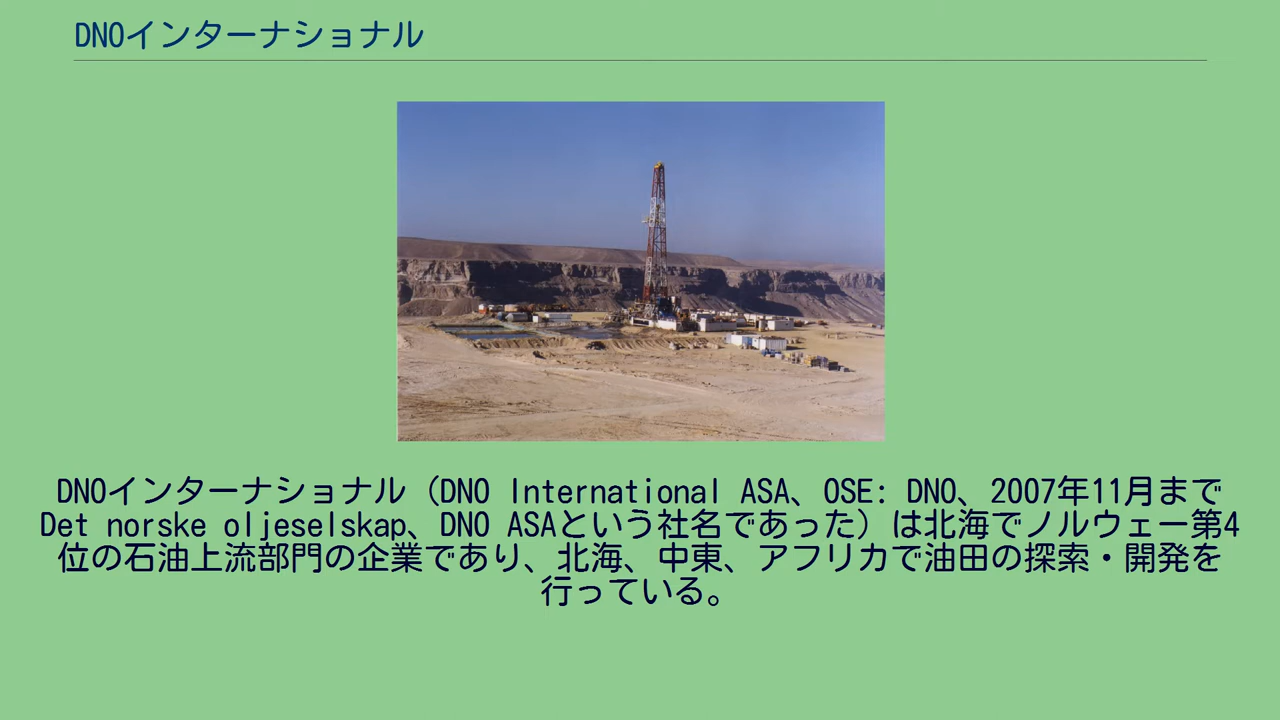 DNOインターナショナル
DNOインターナショナル（DNO International ASA、OSE: DNO、2007年11月まで
Det norske oljeselskap、DNO ASAという社名であった）は北海でノルウェー第4
位の石油上流部門の企業であり、北海、中東、アフリカで油田の探索・開発を
行っている。